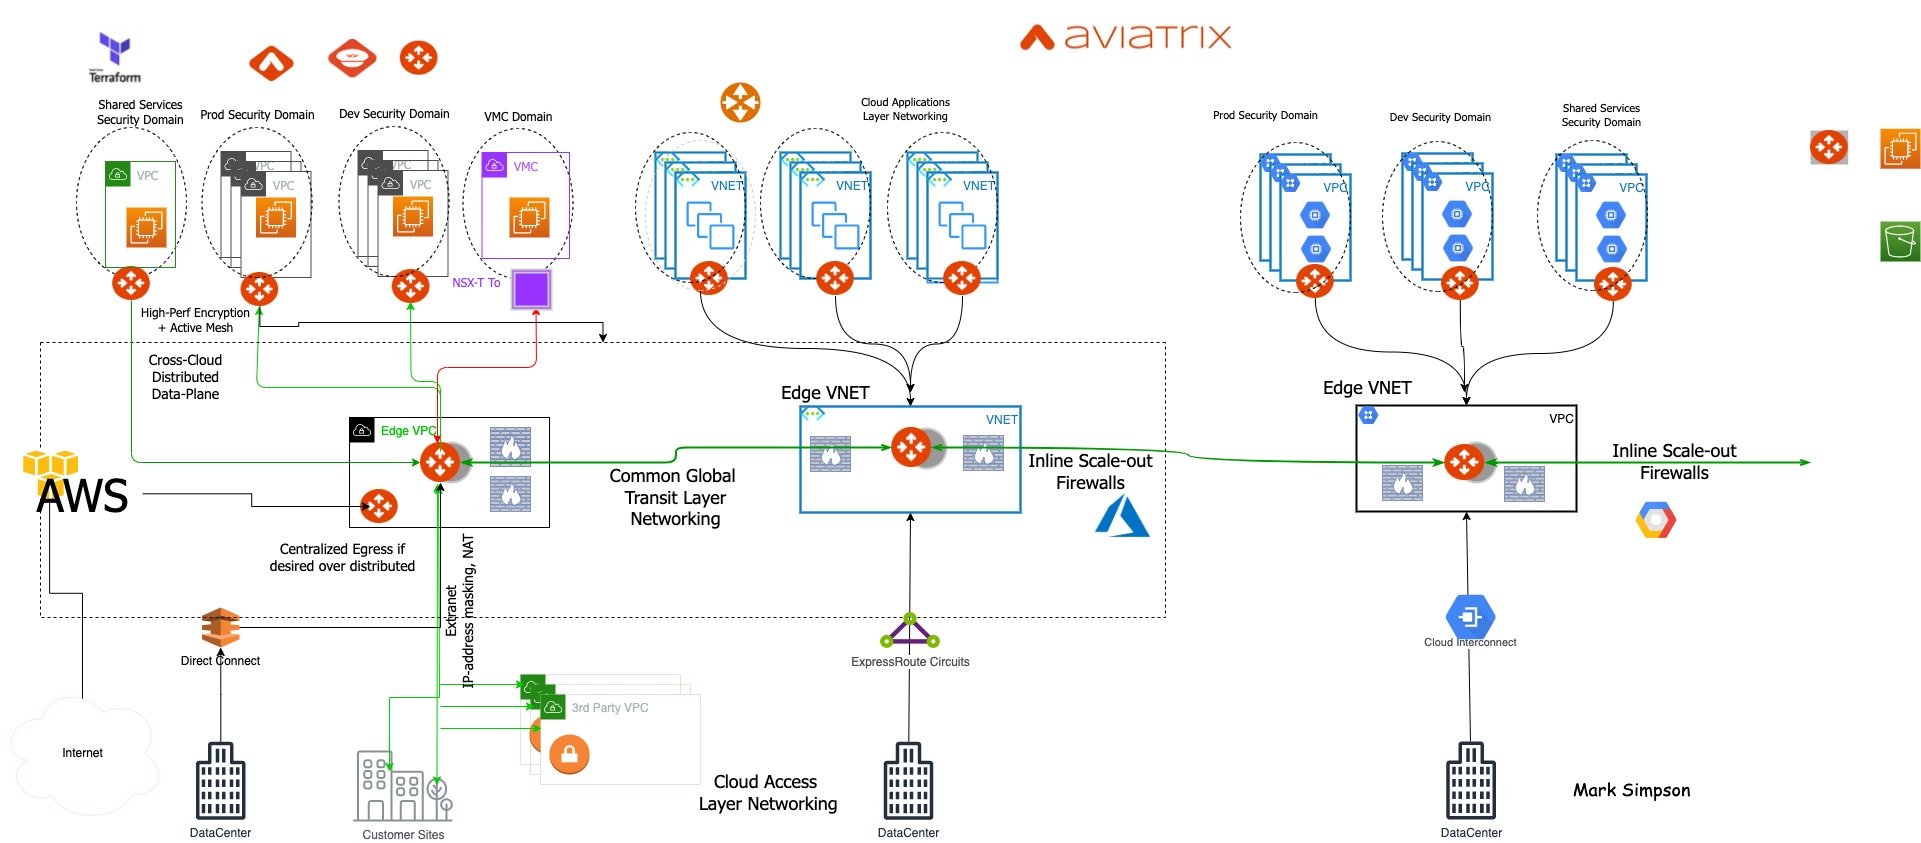 aviatrix
Terraform
Shared Services
Security Domain
Prod Security Domain
Dev Security Domain
VMC Domain
Cloud Applications
Layer Networking
Prod Security Domain
Dev Security Domain
Shared Services
Security Domain
VPC
VPC
VPC
VPC
VPC
VMC
VNET
VNET
VNET
VPC
VPC
VPC
NSX-T To
High-Perf Encryption
+ Active Mesh
Cross-Cloud
Distributed
Data-Plane
Edge VNET
Edge VNET
Edge VPC
VNET
VPC
AWS
Common Global
Transit Layer
Networking
Inline Scale-out
Firewalls
Inline Scale-out
Firewalls
Centralized Egress if
desired over distributed
Extranet
IP-address masking, NAT
Direct Connect
ExpressRoute Circuits
Cloud Interconnect
3rd Party VPC
Internet
Cloud Access
Layer Networking
Mark Simpson
DataCenter
Customer Sites
DataCenter
DataCenter